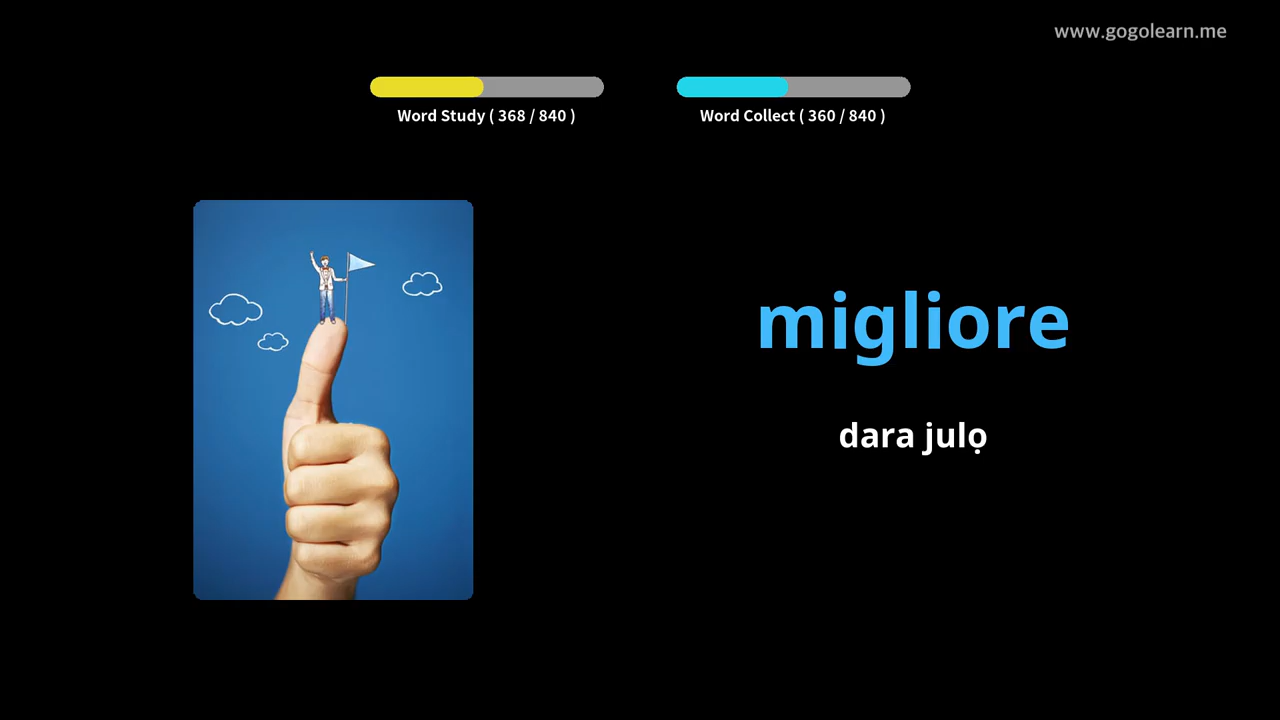 www.gogolearn.me
Word Study ( 368 / 840 )
Word Collect ( 360 / 840 )
migliore
dara julọ